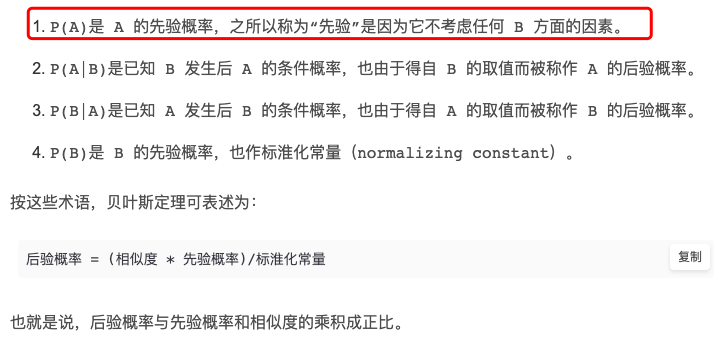 1. P(A)是 A 的先验概率，之所以称为“先验”是因为它不考虑任何 B 方面的因素。
2. P(A|B)是已知 B 发生后 A 的条件概率，也由于得自 B 的取值而被称作 A 的后验概率。
3. P(B|A)是已知 A 发生后 B 的条件概率，也由于得自 A 的取值而被称作 B 的后验概率。
4. P(B)是 B 的先验概率，也作标准化常量（normalizing constant）。
按这些术语，贝叶斯定理可表述为：
后验概率 = (相似度 * 先验概率)/标准化常量
复制
也就是说，后验概率与先验概率和相似度的乘积成正比。